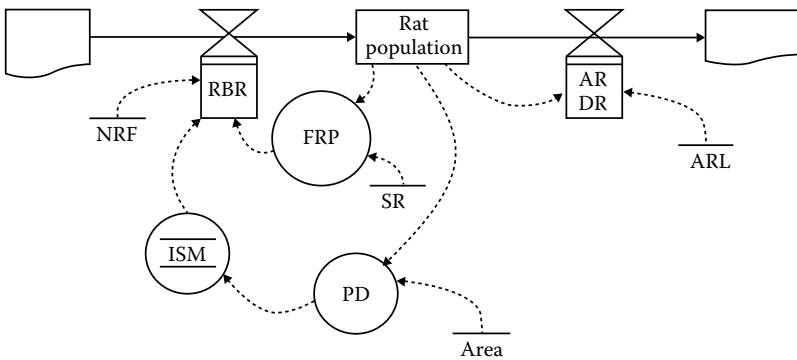 Rat
population
RBR
AR
DR
NRF
FRP
ARL
SR
ISM
PD
Area